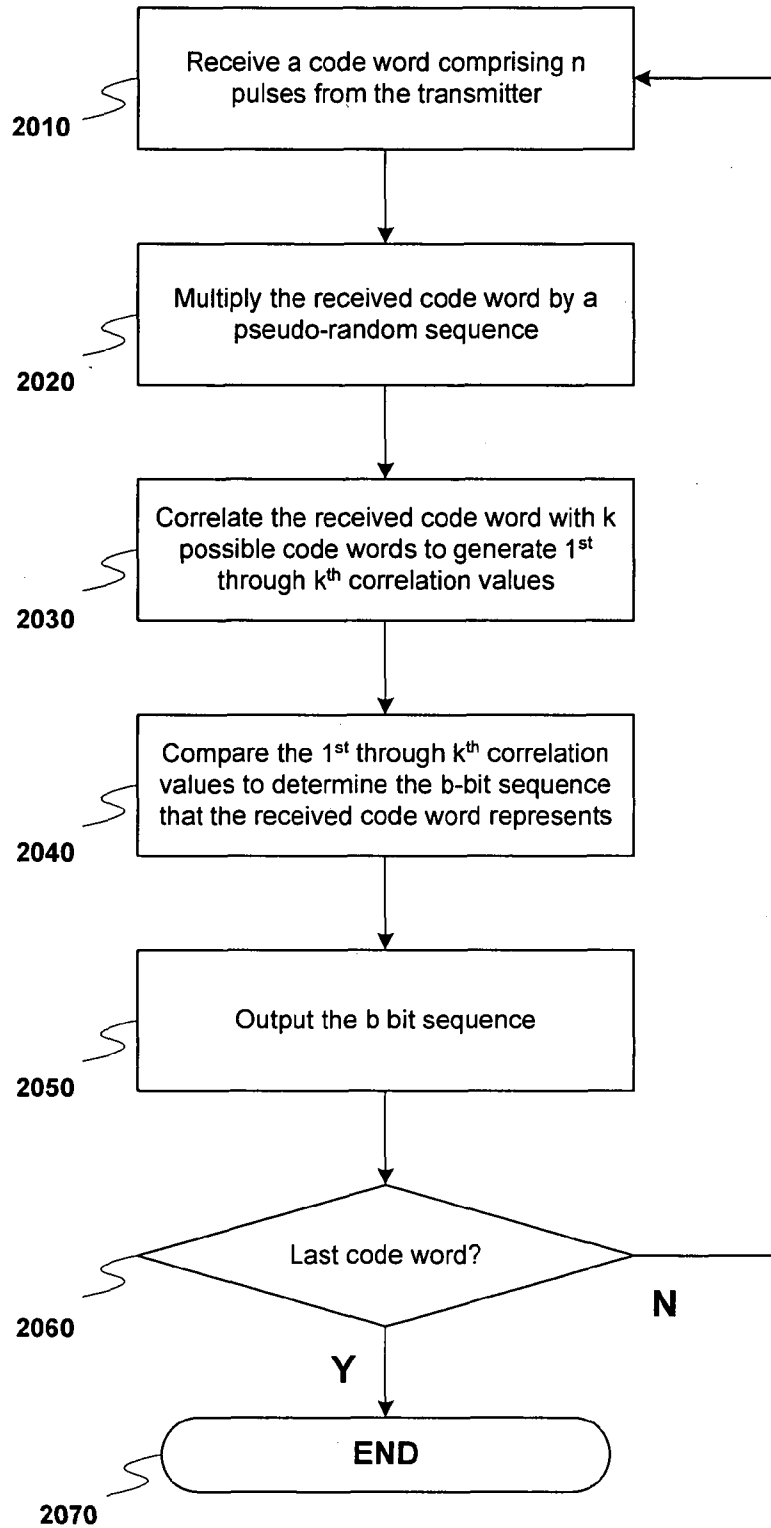 Receive a code word comprising n
pulses from the transmitter
2010
Multiply the received code word by a
pseudo-random sequence
2020
Correlate the received code word with k
possible code words to generate 1st
through kth correlation values
2030
Compare the 1st through kth correlation
values to determine the b-bit sequence
that the received code word represents
2040
Output the b bit sequence
2050
Last code word?
N
2060
Y
END
2070